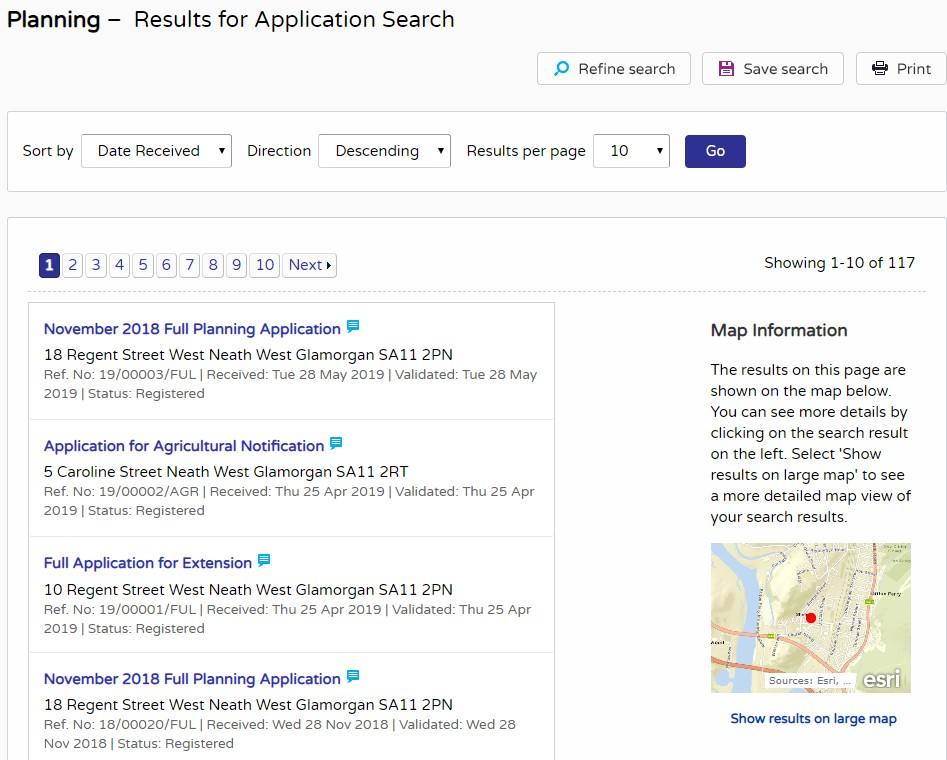 Planning – Results for Application Search
Refine search
Save search
Print
Sort by Date Received Direction Descending Results per page 10 Go
1 2 3 4 5 6 7 8 9 10 Next
Showing 1-10 of 117
November 2018 Full Planning Application
18 Regent Street West Neath West Glamorgan SA11 2PN
Ref. No: 19/00003/FUL | Received: Tue 28 May 2019 | Validated: Tue 28 May
2019 | Status: Registered
Application for Agricultural Notification
5 Caroline Street Neath West Glamorgan SA11 2RT
Ref. No: 19/00002/AGR | Received: Thu 25 Apr 2019 | Validated: Thu 25 Apr
2019 | Status: Registered
Full Application for Extension
10 Regent Street West Neath West Glamorgan SA11 2PN
Ref. No: 19/00001/FUL | Received: Thu 25 Apr 2019 | Validated: Thu 25 Apr
2019 | Status: Registered
November 2018 Full Planning Application
18 Regent Street West Neath West Glamorgan SA11 2PN
Ref. No: 18/00020/FUL | Received: Wed 28 Nov 2018 | Validated: Wed 28
Nov 2018 | Status: Registered
Map Information
The results on this page are
shown on the map below.
You can see more details by
clicking on the search result
on the left. Select 'Show
results on large map' to see
a more detailed map view of
your search results.
Sources: Esri, ...
esri
Show results on large map